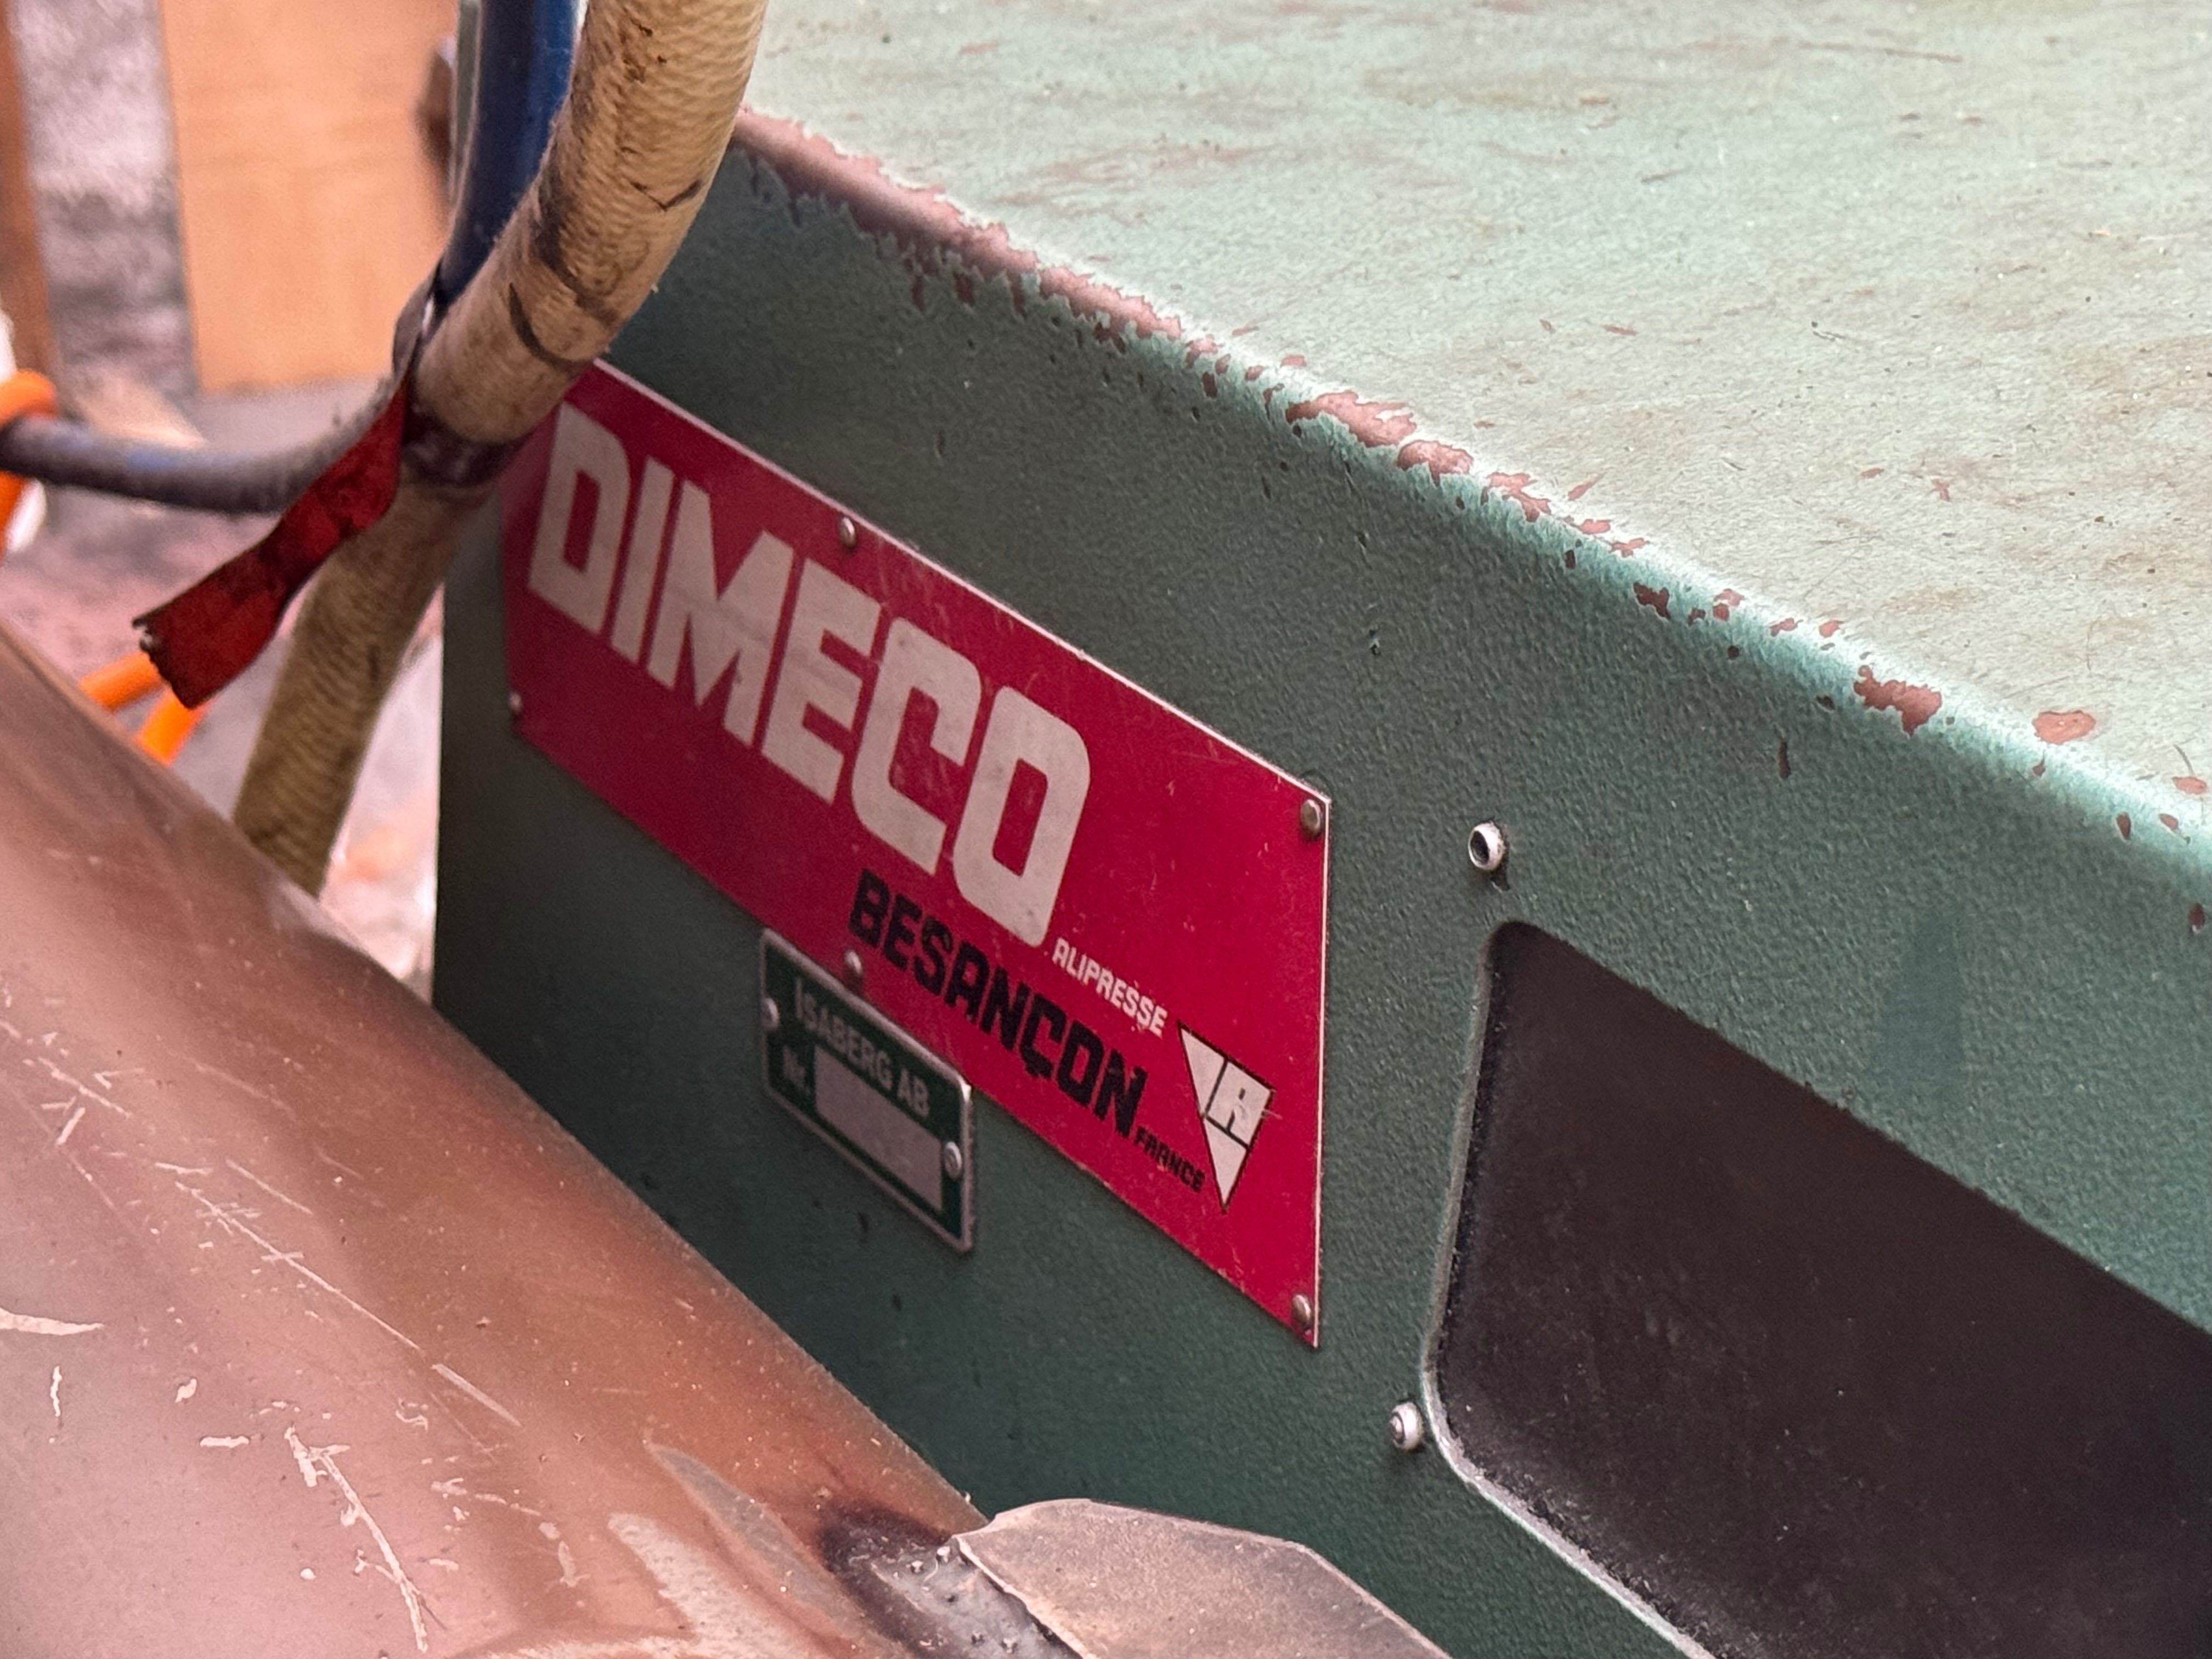 DIMECO
ALIPRESSE
BESANÇON
FRANCE
ISABERG AB
Nr.